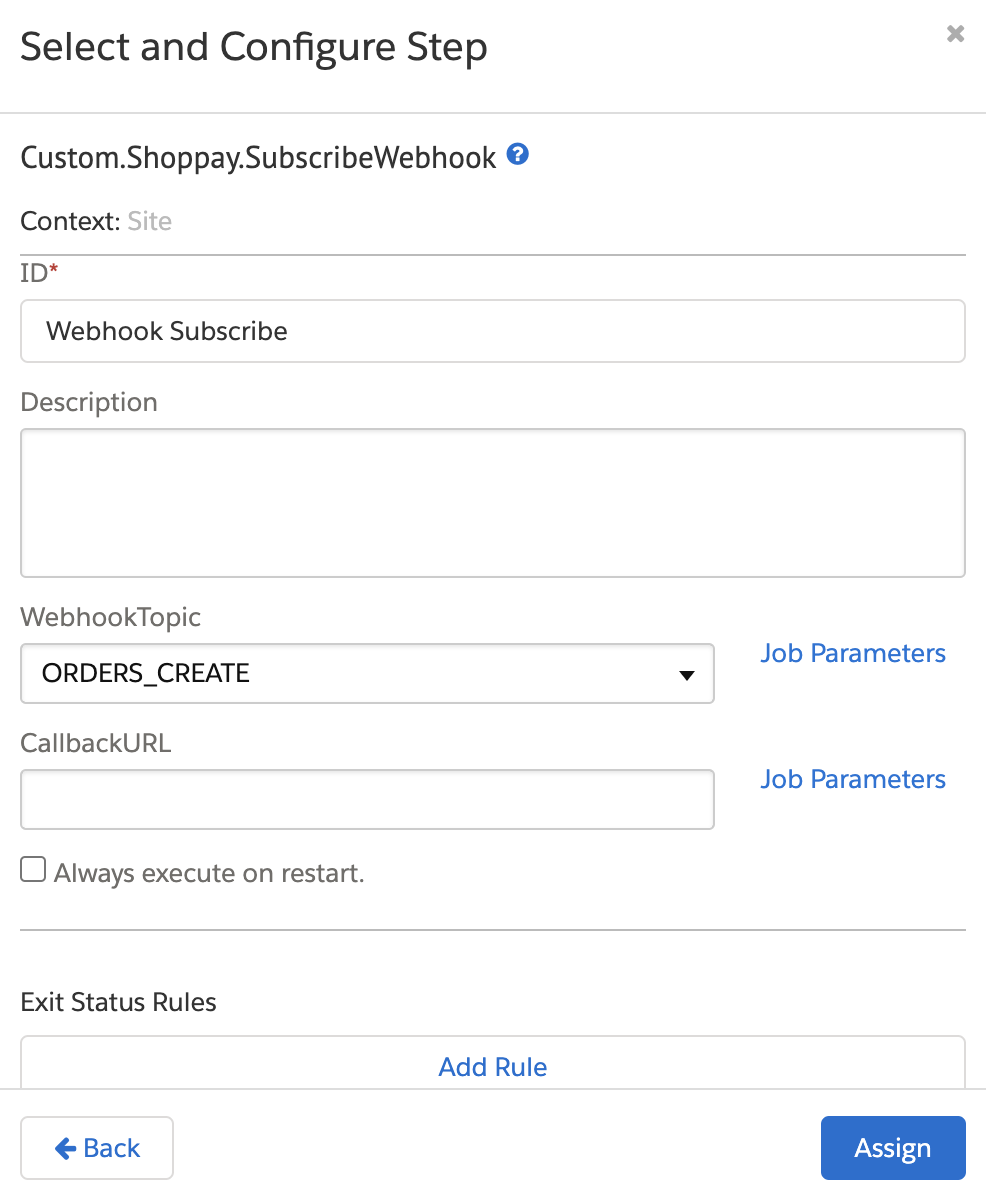 Select and Configure Step
Custom.Shoppay.SubscribeWebhook ?
Context: Site
ID*
Webhook Subscribe
Description
WebhookTopic
ORDERS_CREATE
Job Parameters
CallbackURL
Job Parameters
Always execute on restart.
Exit Status Rules
Add Rule
Back
Assign